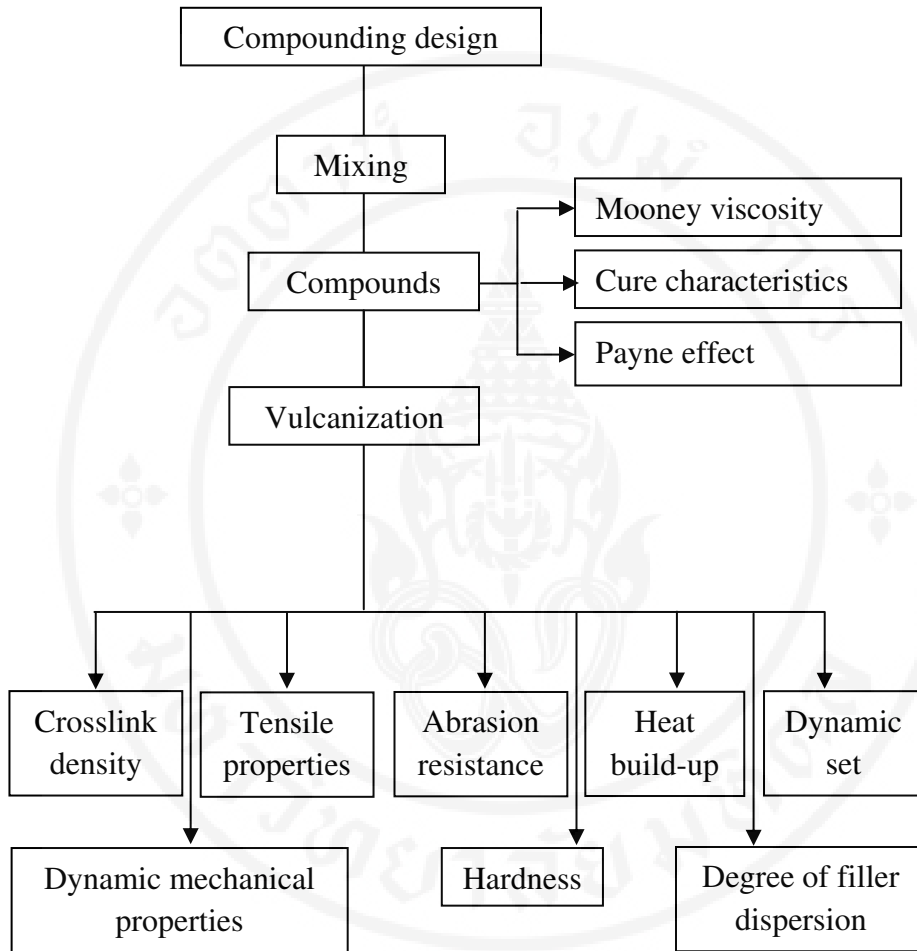 Compounding design
Mixing
Compounds
Mooney viscosity
Cure characteristics
Payne effect
Vulcanization
Crosslink
density
Tensile
properties
Abrasion
resistance
Heat
build-up
Dynamic
set
Dynamic mechanical
properties
Hardness
Degree of filler
dispersion